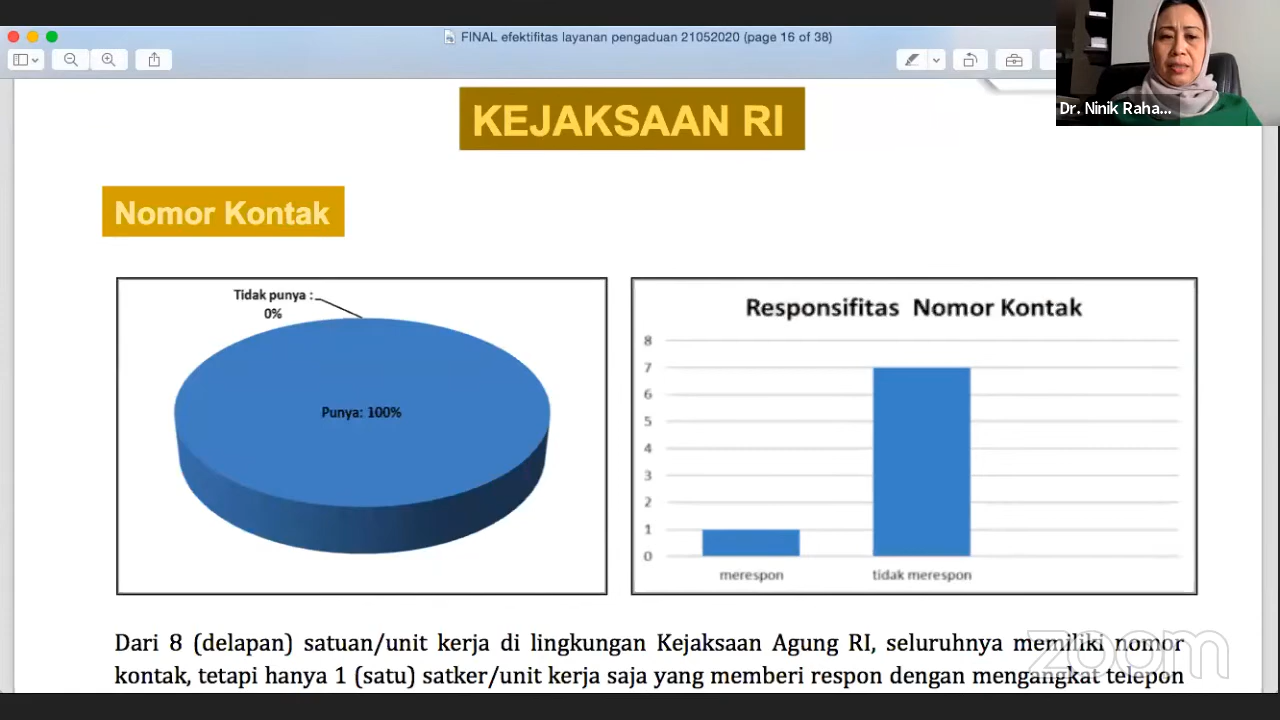 FINAL efektifitas layanan pengaduan 21052020 (page 16 of 38)
Dr. Ninik Raha...
KEJAKSAAN RI
Nomor Kontak
Tidak punya :
0%
Punya: 100%
Responsifitas Nomor Kontak
8
7
6
5
4
3
2
1
0
merespon
tidak merespon
Dari 8 (delapan) satuan/unit kerja di lingkungan Kejaksaan Agung RI, seluruhnya memiliki nomor
kontak, tetapi hanya 1 (satu) satker/unit kerja saja yang memberi respon dengan mengangkat telepon
zoom